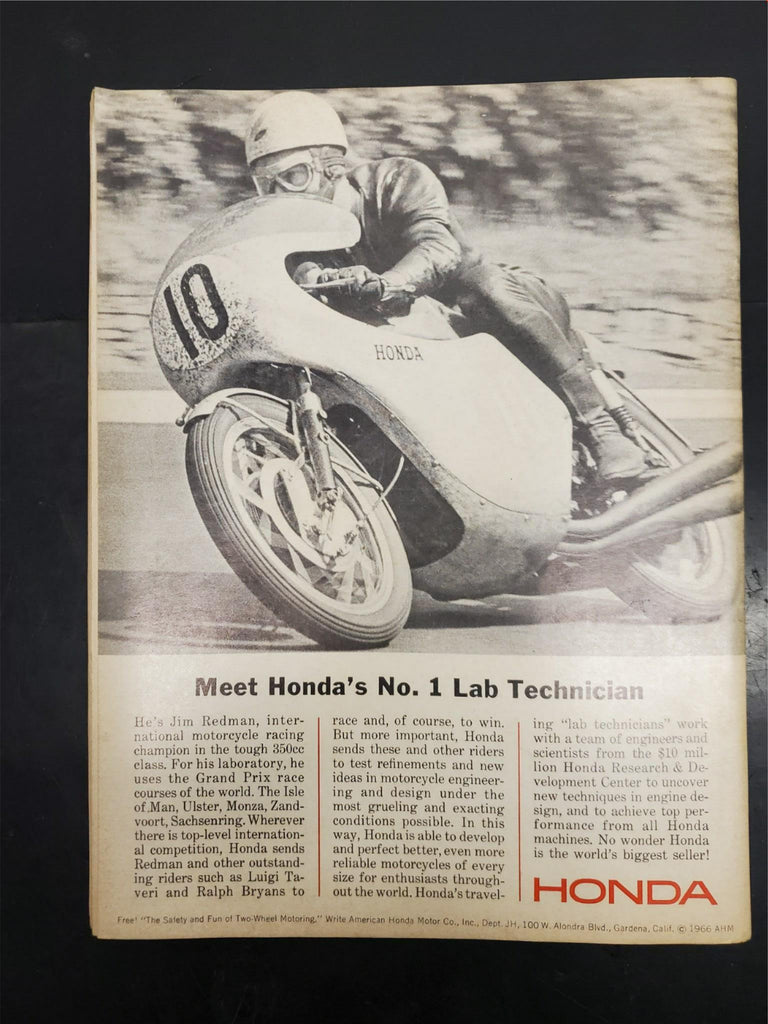 10
HONDA
Meet Honda's No. 1 Lab Technician
He's Jim Redman, inter-
national motorcycle racing
champion in the tough 350cc
class. For his laboratory, he
uses the Grand Prix race
courses of the world. The Isle
of Man, Ulster, Monza, Zand-
voort, Sachsenring. Wherever
there is top-level internation-
al competition, Honda sends
Redman and other outstand-
ing riders such as Luigi Ta-
veri and Ralph Bryans to
race and, of course, to win.
But more important, Honda
sends these and other riders
to test refinements and new
ideas in motorcycle engineer-
ing and design under the
most grueling and exacting
conditions possible. In this
way, Honda is able to develop
and perfect better, even more
reliable motorcycles of every
size for enthusiasts through-
out the world. Honda's travel-
ing "lab technicians" work
with a team of engineers and
scientists from the $10 mil-
lion Honda Research & De-
velopment Center to uncover
new techniques in engine de-
sign, and to achieve top per-
formance from all Honda
machines. No wonder Honda
is the world's biggest seller!
HONDA
Free! "The Safety and Fun of Two-Wheel Motoring." Write American Honda Motor Co., Inc., Dept. JH, 100 W. Alondra Blvd., Gardena, Calif. © 1966 AHM